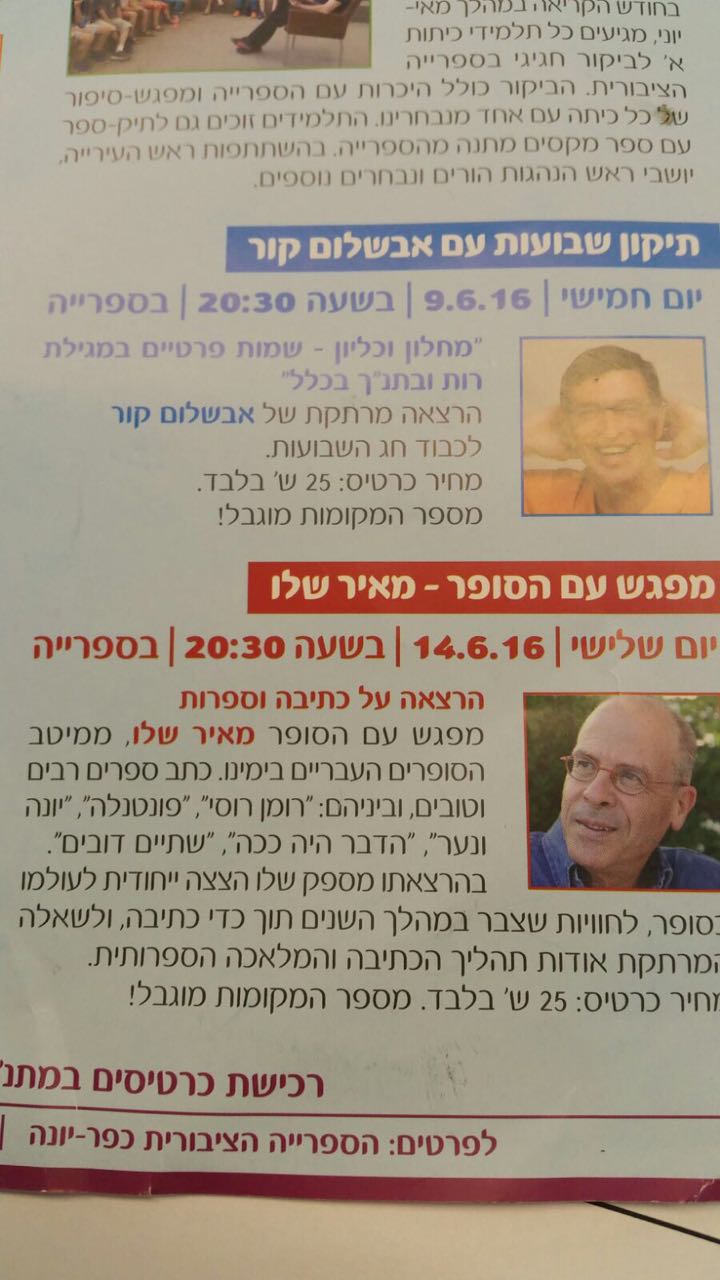 בחודש הקריאה במהלך מאי-
יוני, מגיעים כל תלמידי כיתות
א' לביקור חגיגי בספרייה
הציבורית. הביקור כולל היכרות עם הספרייה ומפגש-סיפור
של כל כיתה עם אחד מנבחרינו. התלמידים זוכים גם לתיק-ספר
עם ספר מקסים מתנה מהספרייה. בהשתתפות ראש העירייה,
יושבי ראש הנהגות הורים ונבחרים נוספים.
תיקון שבועות עם אבשלום קור
יום חמישי | 9.6.16 | בשעה 20:30 | בספרייה
"מחלון וכליון - שמות פרטיים במגילת
רות ובתנ"ך בכלל"
הרצאה מרתקת של אבשלום קור
לכבוד חג השבועות.
מחיר כרטיס: 25 ש' בלבד.
מספר המקומות מוגבל!
מפגש עם הסופר - מאיר שלו
יום שלישי | 14.6.16 | בשעה 20:30 | בספרייה
הרצאה על כתיבה וספרות
מפגש עם הסופר מאיר שלו, ממיטב
הסופרים העבריים בימינו. כתב ספרים רבים
וטובים, וביניהם: "רומן רוסי", "פונטנלה", "יונה
ונער", "הדבר היה ככה", "שתיים דובים".
בהרצאתו מספק שלו הצצה ייחודית לעולמו
כסופר, לחוויות שצבר במהלך השנים תוך כדי כתיבה, ולשאלה
המרתקת אודות תהליך הכתיבה והמלאכה הספרותית.
מחיר כרטיס: 25 ש' בלבד. מספר המקומות מוגבל!
רכישת כרטיסים במתנ"
לפרטים: הספרייה הציבורית כפר-יונה |